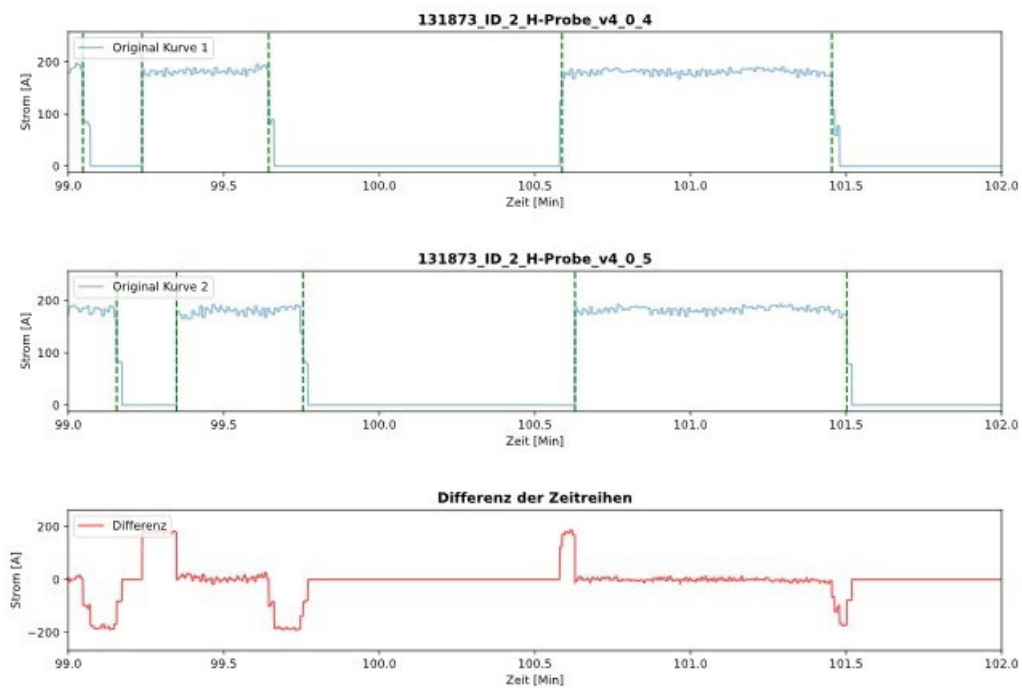 131873_ID_2_H-Probe_v4_0_4
Original Kurve 1
Strom [A]
200
100
0
99.0 99.5 100.0 100.5 101.0 101.5 102.0
Zeit [Min]
131873_ID_2_H-Probe_v4_0_5
Original Kurve 2
Strom [A]
200
100
0
99.0 99.5 100.0 100.5 101.0 101.5 102.0
Zeit [Min]
Differenz der Zeitreihen
Differenz
Strom [A]
200
0
−200
99.0 99.5 100.0 100.5 101.0 101.5 102.0
Zeit [Min]